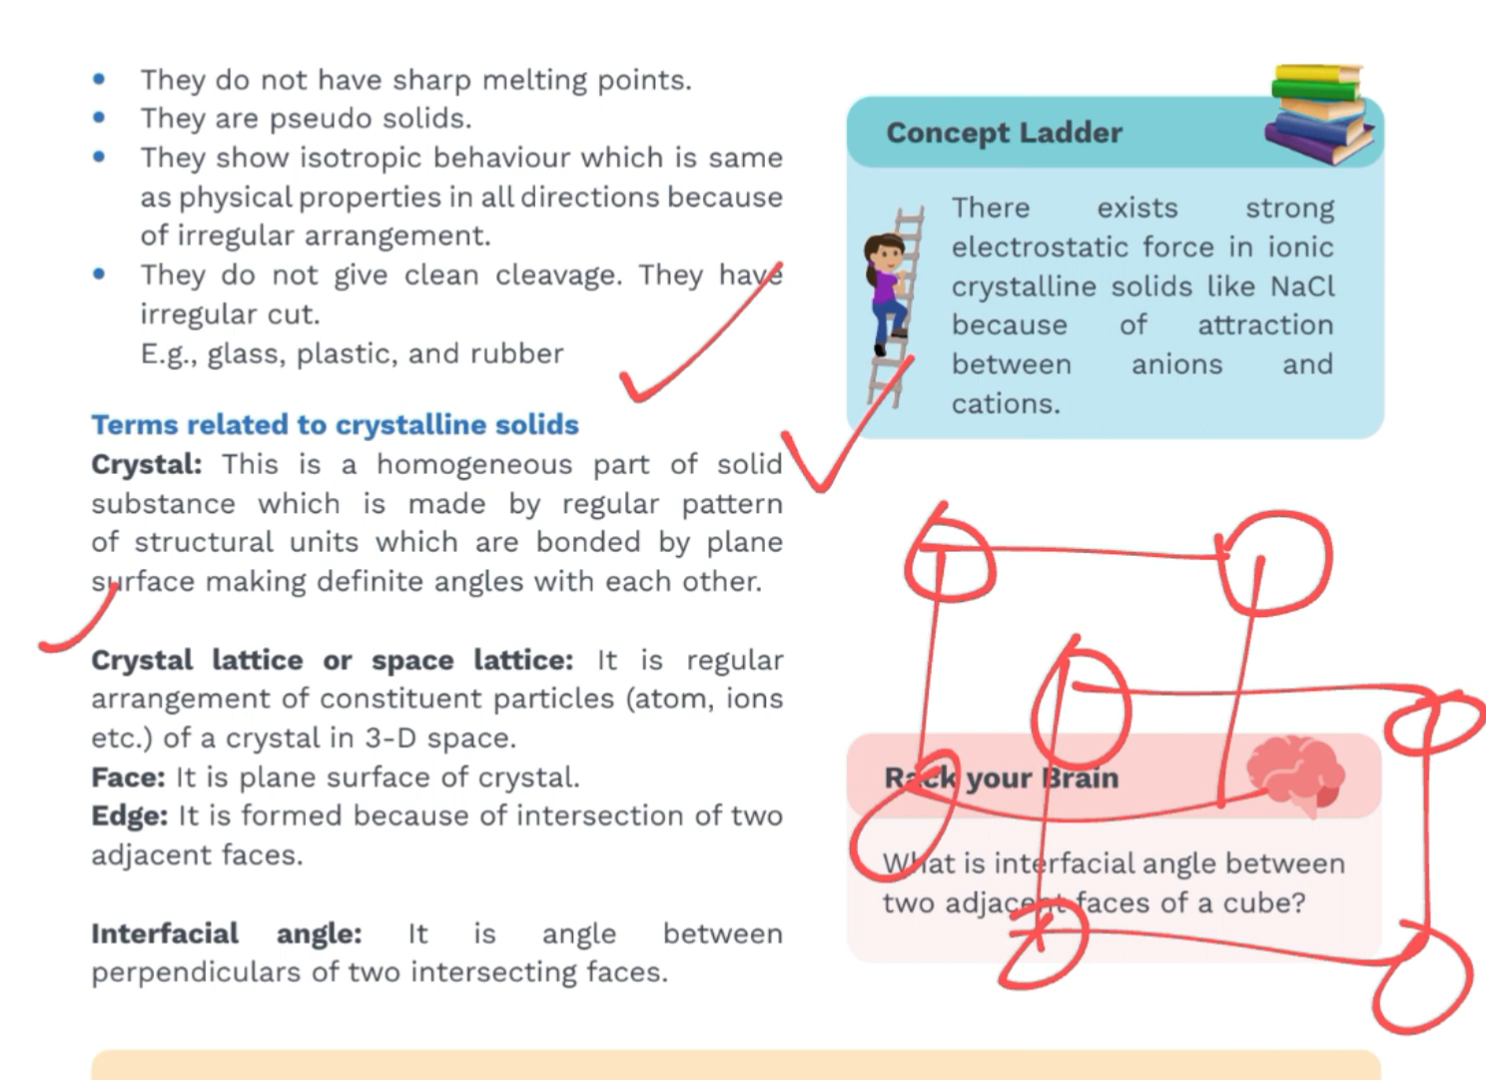 They do not have sharp melting points.
They are pseudo solids.
They show isotropic behaviour which is same
as physical properties in all directions because
of irregular arrangement.
They do not give clean cleavage. They have
irregular cut.
E.g., glass, plastic, and rubber
Terms related to crystalline solids
Crystal: This is a homogeneous part of solid
substance which is made by regular pattern
of structural units which are bonded by plane
surface making definite angles with each other.
Crystal lattice or space lattice: It is regular
arrangement of constituent particles (atom, ions
etc.) of a crystal in 3-D space.
Face: It is plane surface of crystal.
Edge: It is formed because of intersection of two
adjacent faces.
Interfacial angle: It is angle between
perpendiculars of two intersecting faces.
Concept Ladder
There exists strong
electrostatic force in ionic
crystalline solids like NaCl
because of attraction
between anions and
cations.
Rack your Brain
What is interfacial angle between
two adjacent faces of a cube?